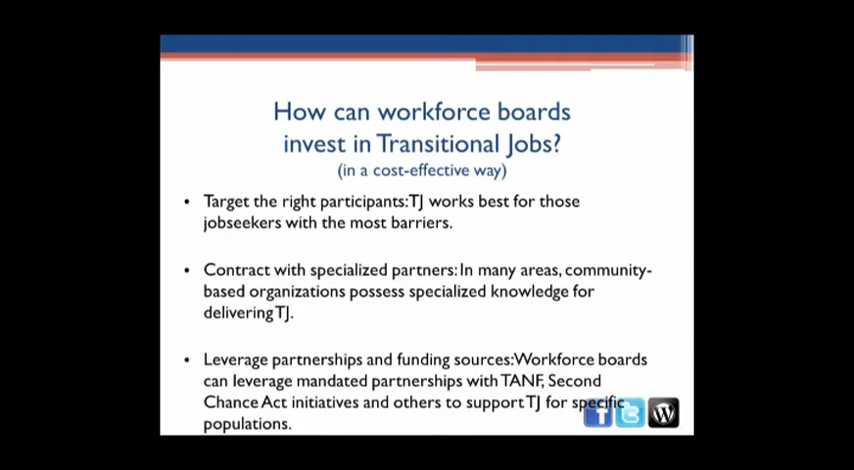 How can workforce boards
invest in Transitional Jobs?
(in a cost-effective way)
• Target the right participants:TJ works best for those
jobseekers with the most barriers.
• Contract with specialized partners: In many areas, community-
based organizations possess specialized knowledge for
delivering TJ.
• Leverage partnerships and funding sources:Workforce boards
can leverage mandated partnerships with TANF, Second
Chance Act initiatives and others to support TJ for specific
populations.